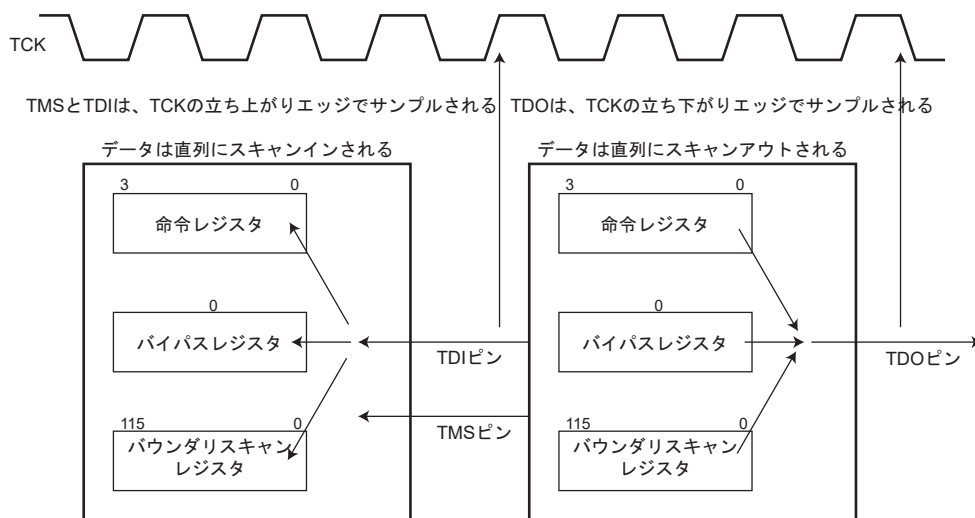 TCK
TMSとTDIは、TCKの立ち上がりエッジでサンプルされる
TDOは、TCKの立ち下がりエッジでサンプルされる
データは直列にスキャンインされる
データは直列にスキャンアウトされる
3 0
命令レジスタ
3 0
命令レジスタ
0
バイパスレジスタ
0
バイパスレジスタ
TDIピン
TDOピン
TMSピン
115 0
バウンダリスキャン
レジスタ
115 0
バウンダリスキャン
レジスタ